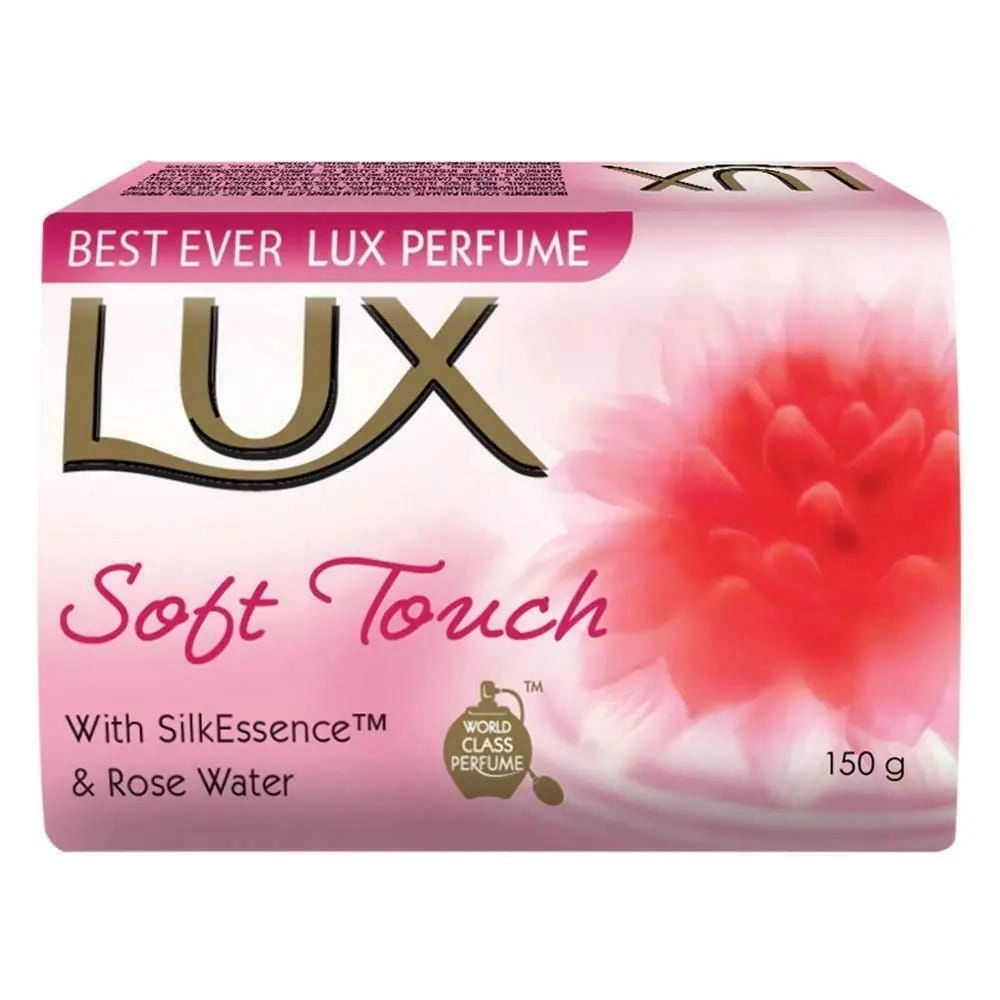 LUX
BEST EVER LUX PERFUME
LUX
Soft Touch
With SilkEssence™
& Rose Water
™
WORLD
CLASS
PERFUME
150 g